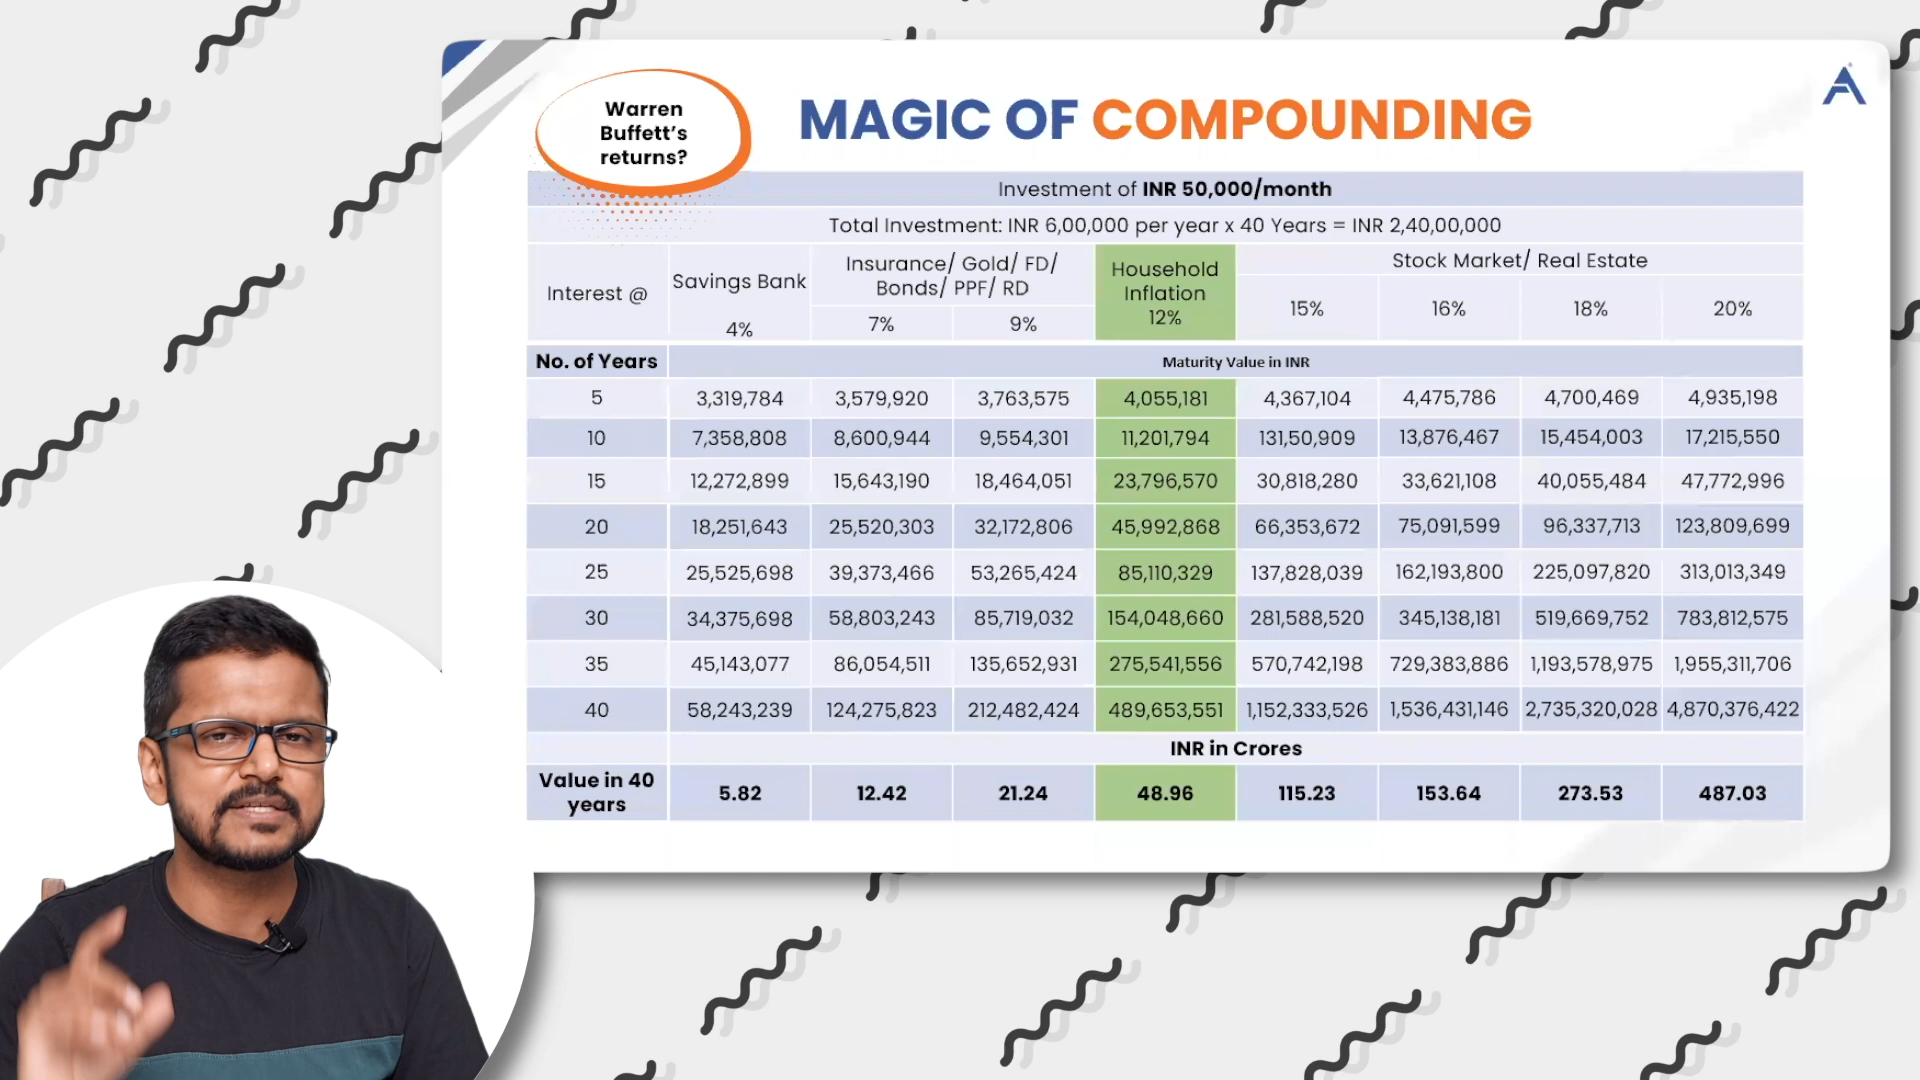 Warren
Buffett's
returns?
MAGIC OF COMPOUNDING
Investment of INR 50,000/month
Total Investment: INR 6,00,000 per year x 40 Years = INR 2,40,00,000
Interest @
Savings Bank
4%
Insurance/ Gold/ FD/
Bonds/ PPF/ RD
7% 9%
Household
Inflation
12%
Stock Market/ Real Estate
15% 16% 18% 20%
No. of Years Maturity Value in INR
5 3,319,784 3,579,920 3,763,575 4,055,181 4,367,104 4,475,786 4,700,469 4,935,198
10 7,358,808 8,600,944 9,554,301 11,201,794 131,50,909 13,876,467 15,454,003 17,215,550
15 12,272,899 15,643,190 18,464,051 23,796,570 30,818,280 33,621,108 40,055,484 47,772,996
20 18,251,643 25,520,303 32,172,806 45,992,868 66,353,672 75,091,599 96,337,713 123,809,699
25 25,525,698 39,373,466 53,265,424 85,110,329 137,828,039 162,193,800 225,097,820 313,013,349
30 34,375,698 58,803,243 85,719,032 154,048,660 281,588,520 345,138,181 519,669,752 783,812,575
35 45,143,077 86,054,511 135,652,931 275,541,556 570,742,198 729,383,886 1,193,578,975 1,955,311,706
40 58,243,239 124,275,823 212,482,424 489,653,551 1,152,333,526 1,536,431,146 2,735,320,028 4,870,376,422
INR in Crores
Value in 40
years
5.82 12.42 21.24 48.96 115.23 153.64 273.53 487.03